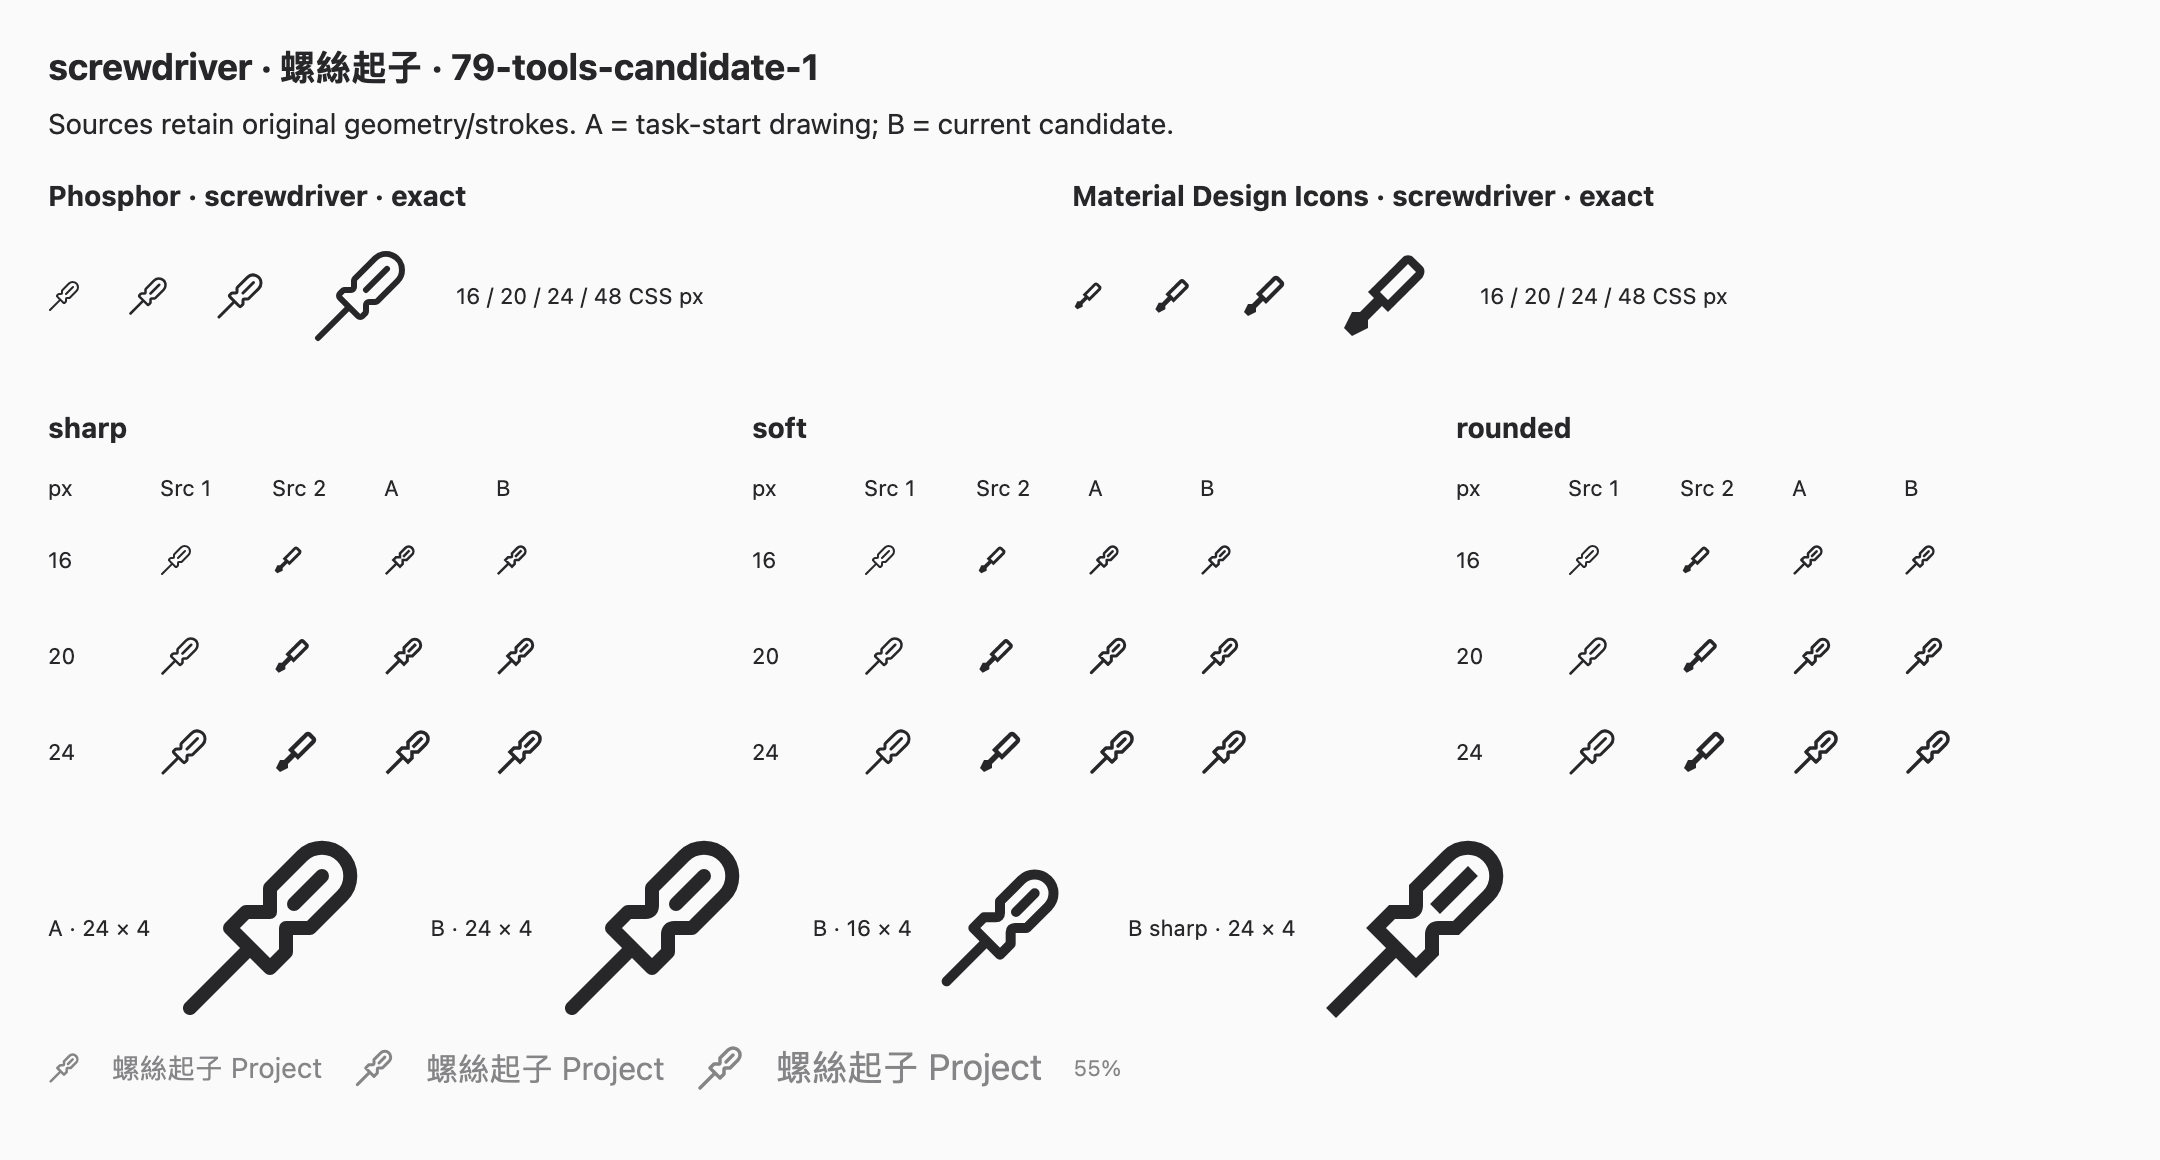 screwdriver · 螺絲起子 · 79-tools-candidate-1
Sources retain original geometry/strokes. A = task-start drawing; B = current candidate.
Phosphor · screwdriver · exact
16 / 20 / 24 / 48 CSS px
Material Design Icons · screwdriver · exact
16 / 20 / 24 / 48 CSS px
sharp
px Src 1 Src 2 A B
16
20
24
soft
px Src 1 Src 2 A B
16
20
24
rounded
px Src 1 Src 2 A B
16
20
24
A · 24 × 4
B · 24 × 4
B · 16 × 4
B sharp · 24 × 4
螺絲起子 Project 螺絲起子 Project 螺絲起子 Project 55%